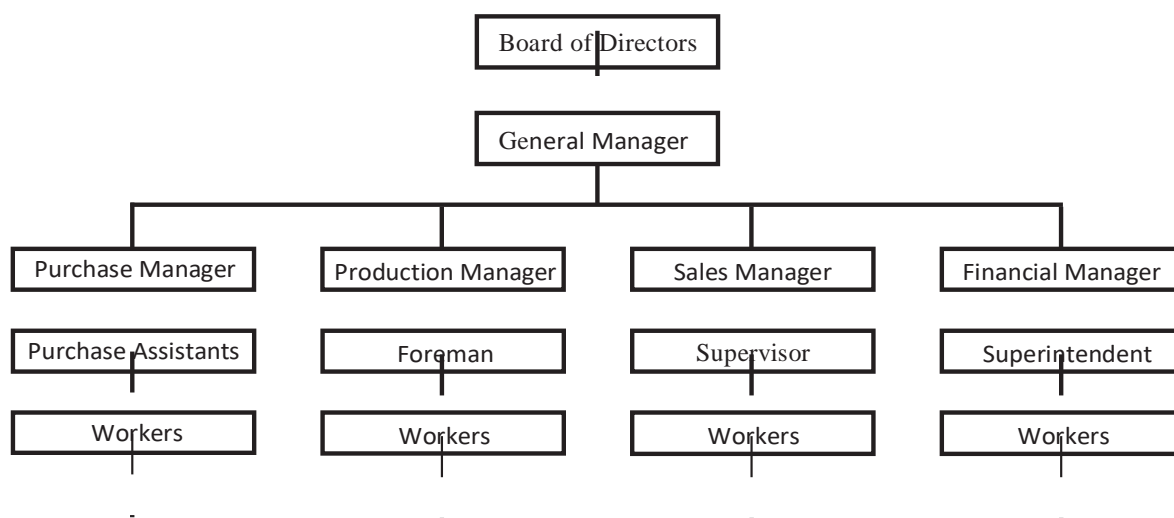 Board of Directors
General Manager
Purchase Manager
Production Manager
Sales Manager
Financial Manager
Purchase Assistants
Foreman
Supervisor
Superintendent
Workers
Workers
Workers
Workers